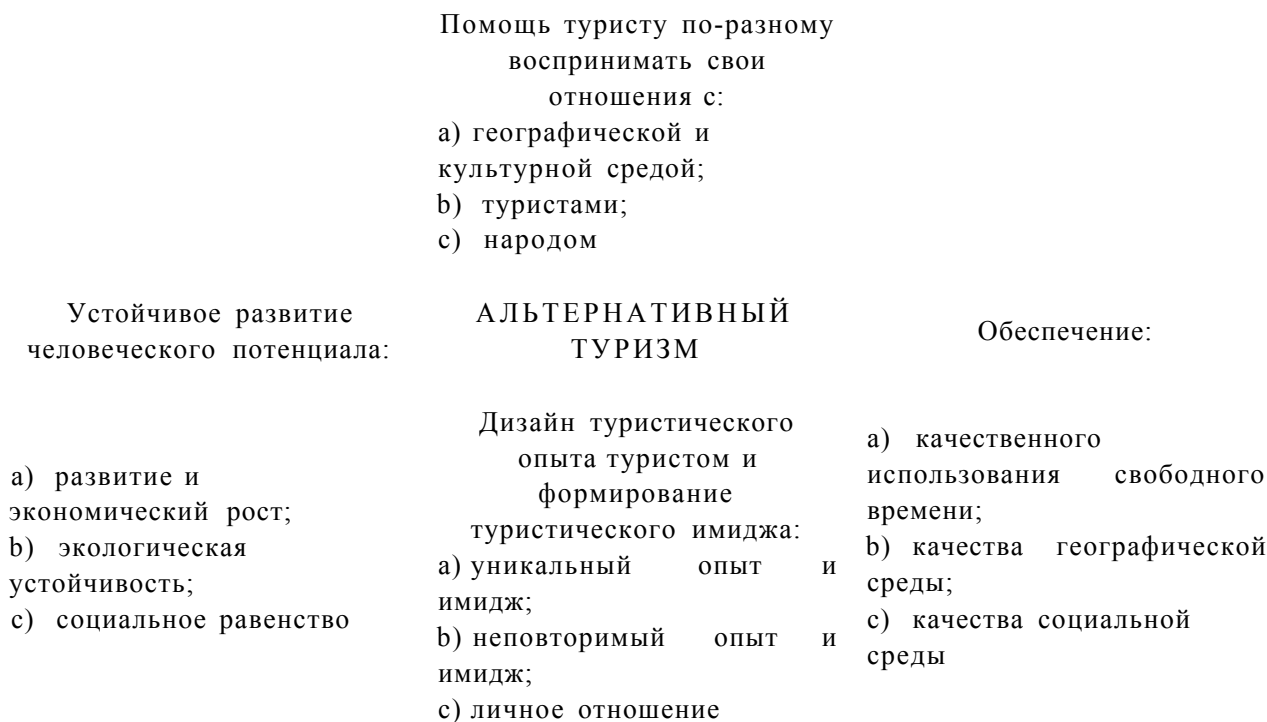 Помощь туристу по-разному
воспринимать свои
отношения с:
a) географической и
культурной средой;
b) туристами;
c) народом
Устойчивое развитие
человеческого потенциала:
a) развитие и
экономический рост;
b) экологическая
устойчивость;
c) социальное равенство
АЛЬТЕРНАТИВНЫЙ
ТУРИЗМ
Дизайн туристического
опыта туристом и
формирование
туристического имиджа:
a) уникальный опыт и
имидж;
b) неповторимый опыт и
имидж;
c) личное отношение
Обеспечение:
a) качественного
использования свободного
времени;
b) качества географической
среды;
c) качества социальной
среды